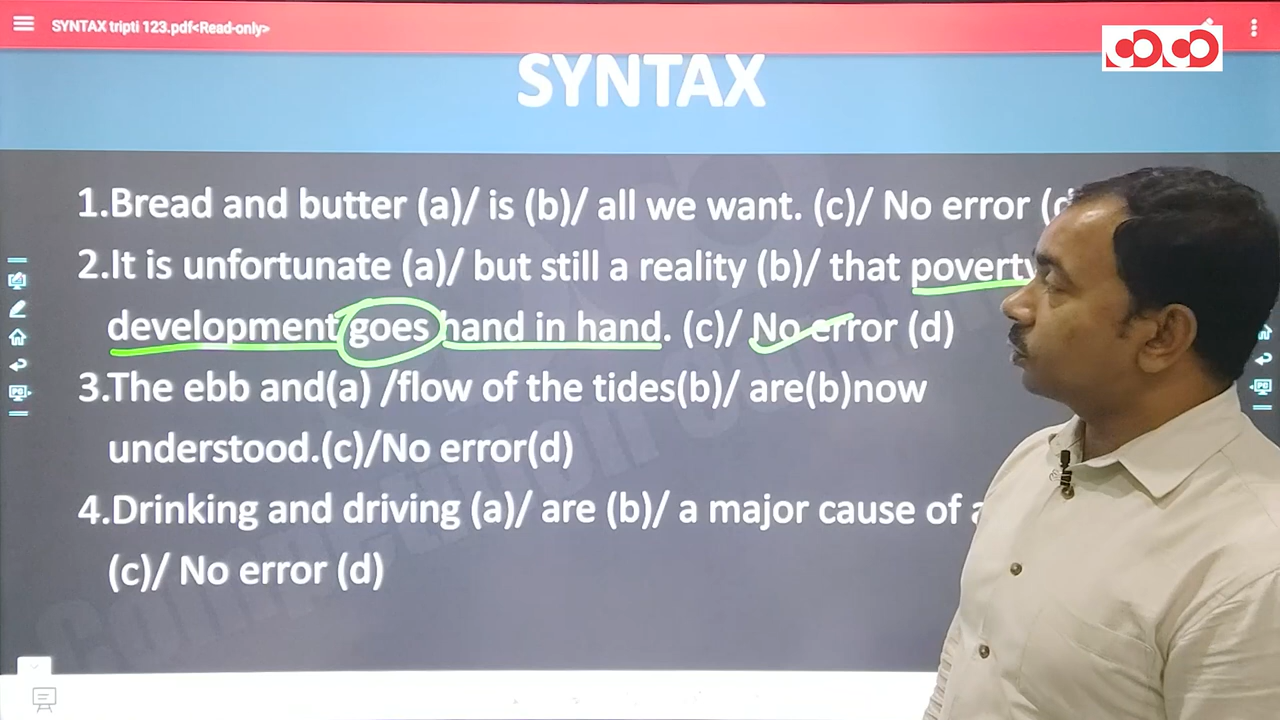 SYNTAX tripti 123.pdf<Read-only>
SYNTAX
1.Bread and butter (a)/ is (b)/ all we want. (c)/ No error (d
2.It is unfortunate (a)/ but still a reality (b)/ that poverty
development goes hand in hand. (c)/ No error (d)
3.The ebb and(a) /flow of the tides(b)/ are(b)now
understood.(c)/No error(d)
4.Drinking and driving (a)/ are (b)/ a major cause of
(c)/ No error (d)